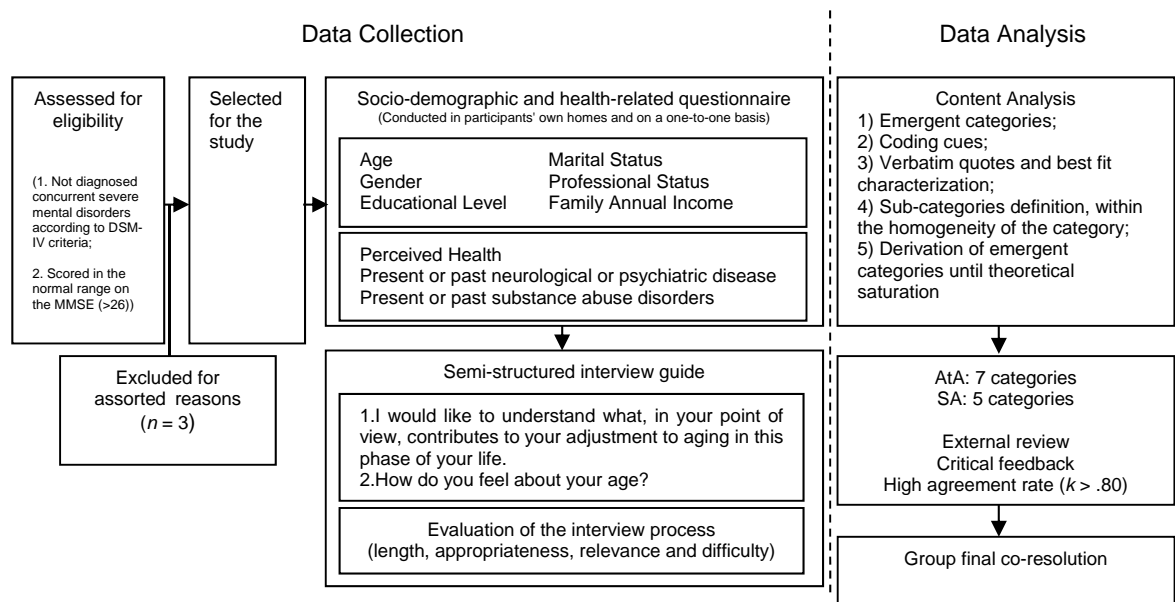 Data Collection
Assessed for
eligibility
(1. Not diagnosed
concurrent severe
mental disorders
according to DSM-
IV criteria;
2. Scored in the
normal range on
the MMSE (>26))
Selected
for the
study
Excluded for
assorted reasons
(n = 3)
Socio-demographic and health-related questionnaire
(Conducted in participants' own homes and on a one-to-one basis)
Age
Gender
Educational Level
Marital Status
Professional Status
Family Annual Income
Perceived Health
Present or past neurological or psychiatric disease
Present or past substance abuse disorders
Semi-structured interview guide
1.I would like to understand what, in your point of
view, contributes to your adjustment to aging in this
phase of your life.
2.How do you feel about your age?
Evaluation of the interview process
(length, appropriateness, relevance and difficulty)
Data Analysis
Content Analysis
1) Emergent categories;
2) Coding cues;
3) Verbatim quotes and best fit
characterization;
4) Sub-categories definition, within
the homogeneity of the category;
5) Derivation of emergent
categories until theoretical
saturation
AtA: 7 categories
SA: 5 categories
External review
Critical feedback
High agreement rate (k > .80)
Group final co-resolution